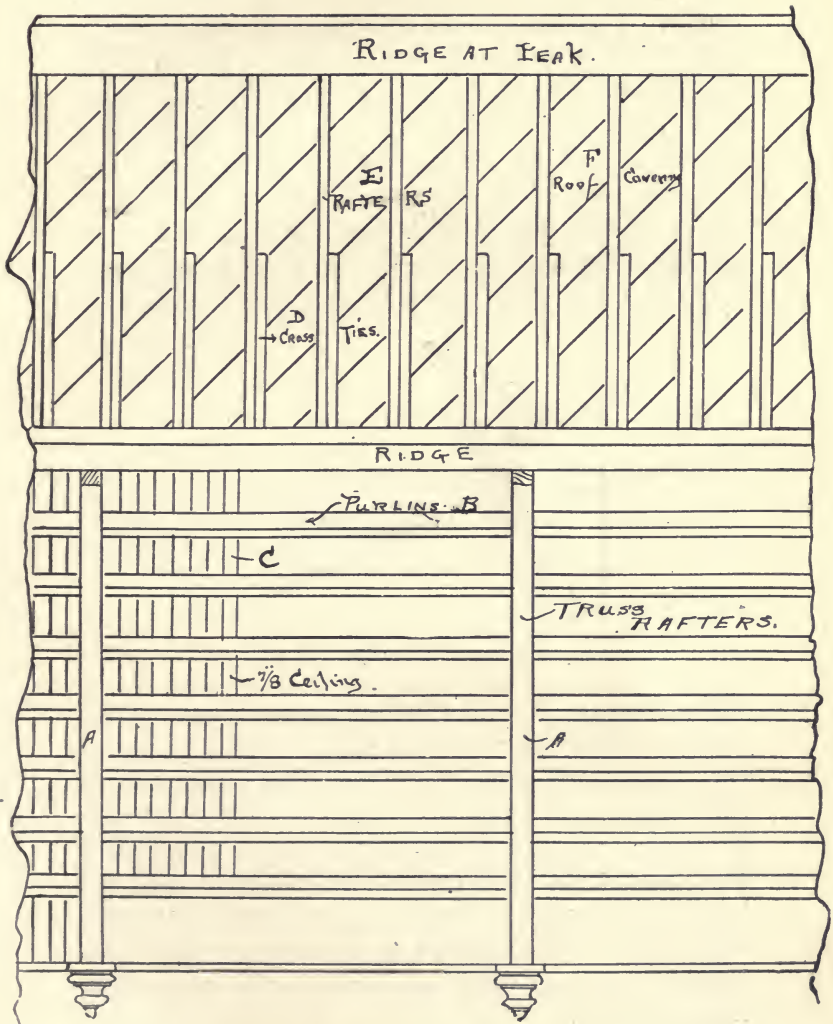 RIDGE AT PEAK.
E
RAFTERS
F
Roof Covering
D
CROSS TIES.
RIDGE
PURLINS. B
C
TRUSS
RAFTERS.
7/8" Ceiling.
A
A